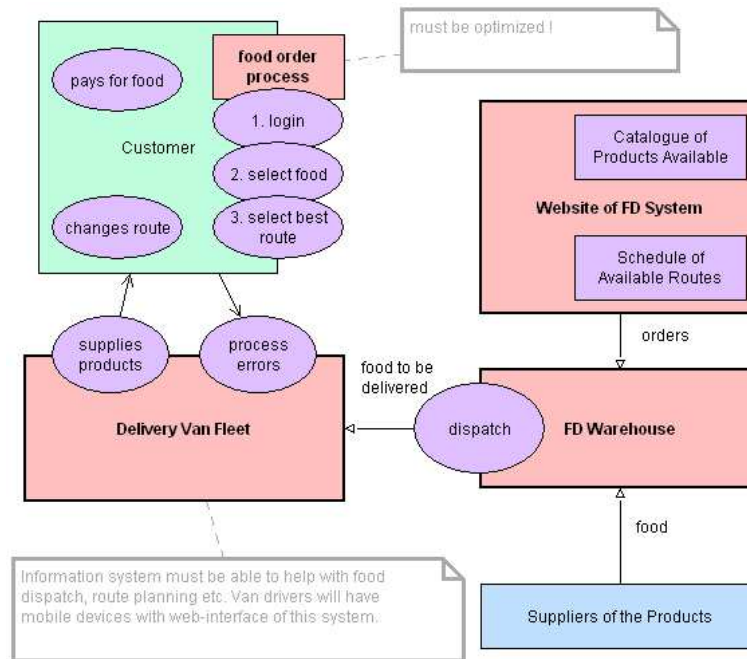 must be optimized !
food order
process
pays for food
1. login
Customer
2. select food
3. select best
route
changes route
Catalogue of
Products Available
Website of FD System
Schedule of
Available Routes
supplies
products
process
errors
orders
food to be
delivered
Delivery Van Fleet
dispatch
FD Warehouse
food
Information system must be able to help with food
dispatch, route planning etc. Van drivers will have
mobile devices with web-interface of this system.
Suppliers of the Products